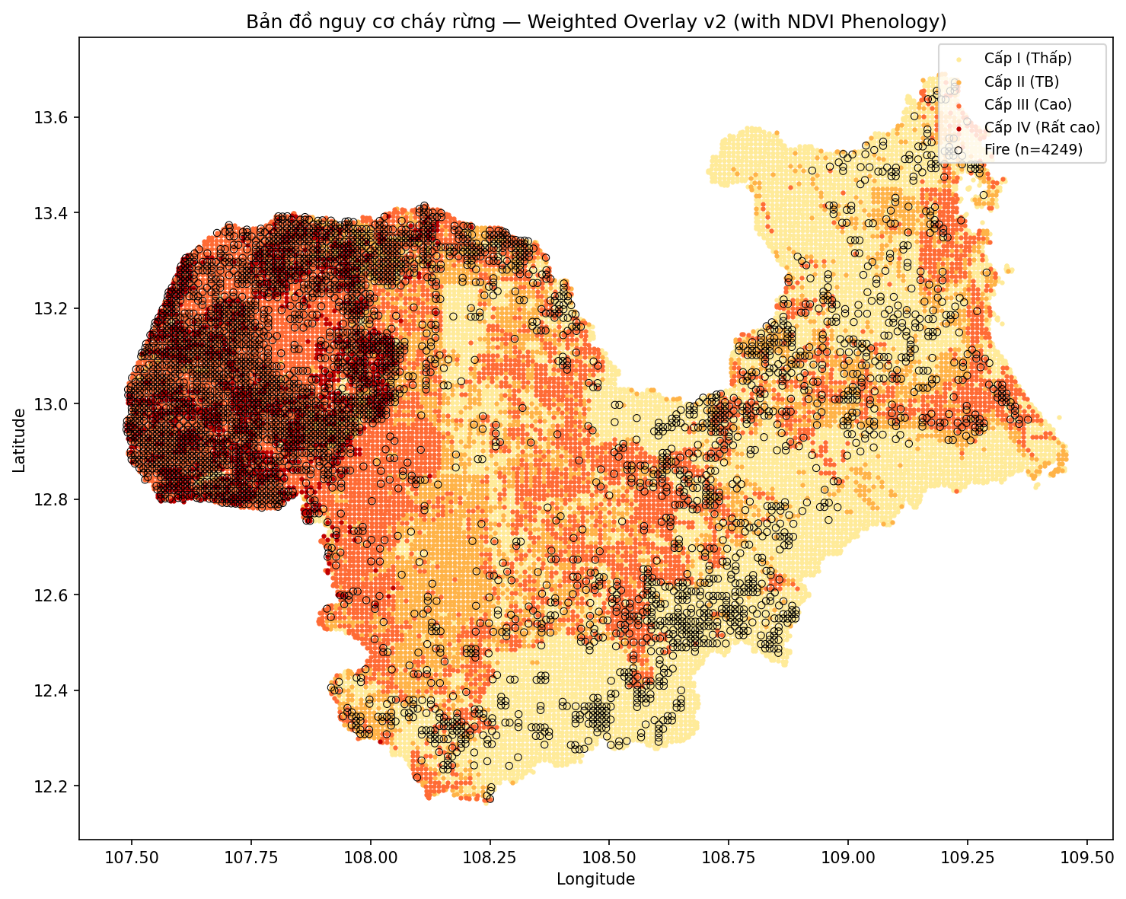 Bản đồ nguy cơ cháy rừng — Weighted Overlay v2 (with NDVI Phenology)
Cấp I (Thấp)
Cấp II (TB)
Cấp III (Cao)
Cấp IV (Rất cao)
Fire (n=4249)
Latitude
13.6
13.4
13.2
13.0
12.8
12.6
12.4
12.2
107.50 107.75 108.00 108.25 108.50 108.75 109.00 109.25 109.50
Longitude